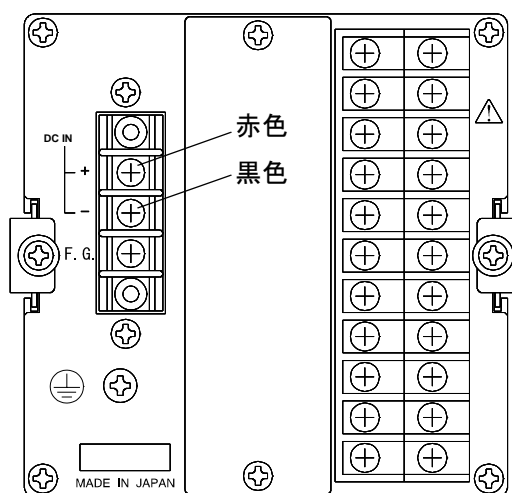 DC IN
+
赤色
−
黒色
F. G.
MADE IN JAPAN